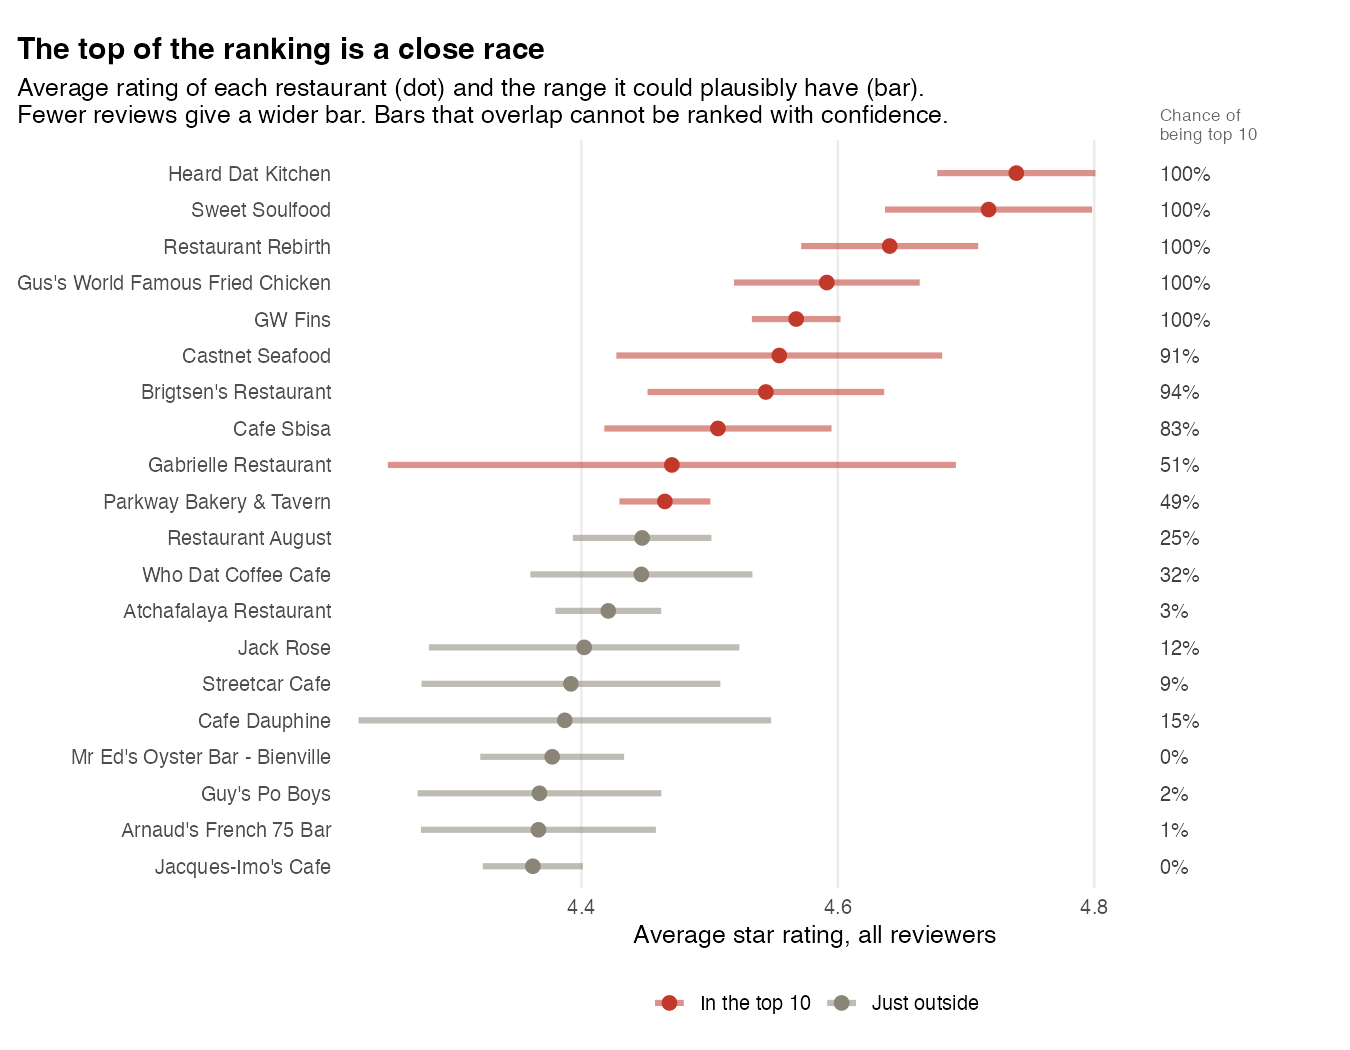 The top of the ranking is a close race
Average rating of each restaurant (dot) and the range it could plausibly have (bar).
Fewer reviews give a wider bar. Bars that overlap cannot be ranked with confidence.
Chance of
being top 10
Heard Dat Kitchen 100%
Sweet Soulfood 100%
Restaurant Rebirth 100%
Gus's World Famous Fried Chicken 100%
GW Fins 100%
Castnet Seafood 91%
Brigtsen's Restaurant 94%
Cafe Sbisa 83%
Gabrielle Restaurant 51%
Parkway Bakery & Tavern 49%
Restaurant August 25%
Who Dat Coffee Cafe 32%
Atchafalaya Restaurant 3%
Jack Rose 12%
Streetcar Cafe 9%
Cafe Dauphine 15%
Mr Ed's Oyster Bar - Bienville 0%
Guy's Po Boys 2%
Arnaud's French 75 Bar 1%
Jacques-Imo's Cafe 0%
4.4 4.6 4.8
Average star rating, all reviewers
In the top 10 Just outside